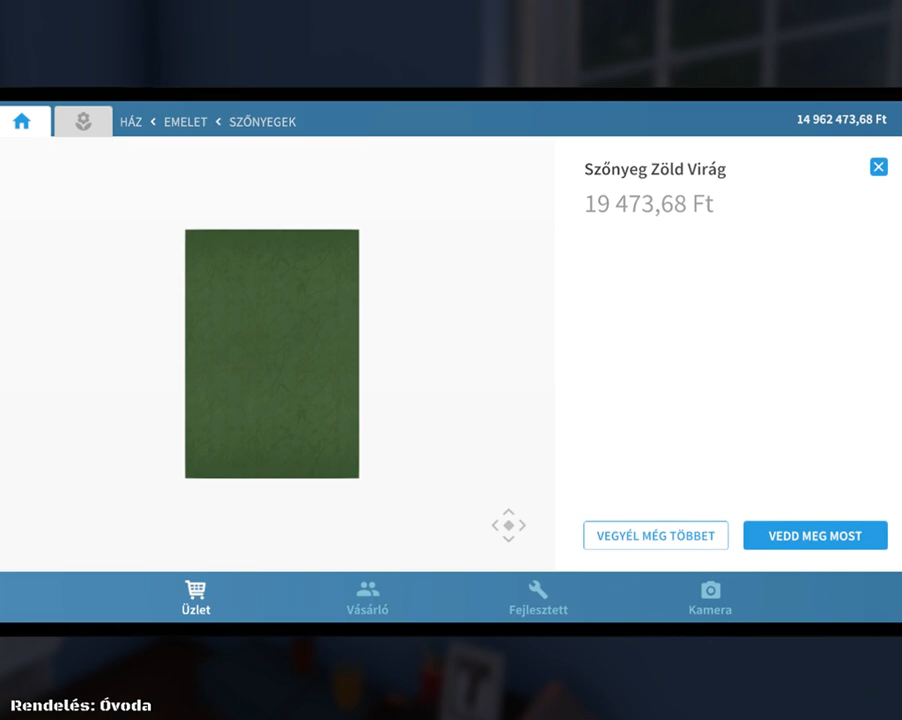 HÁZ < EMELET < SZŐNYEGEK
14 962 473,68 Ft
Szőnyeg Zöld Virág
19 473,68 Ft
VEGYÉL MÉG TÖBBET
VEDD MEG MOST
Üzlet
Vásárló
Fejlesztett
Kamera
Rendelés: Óvoda